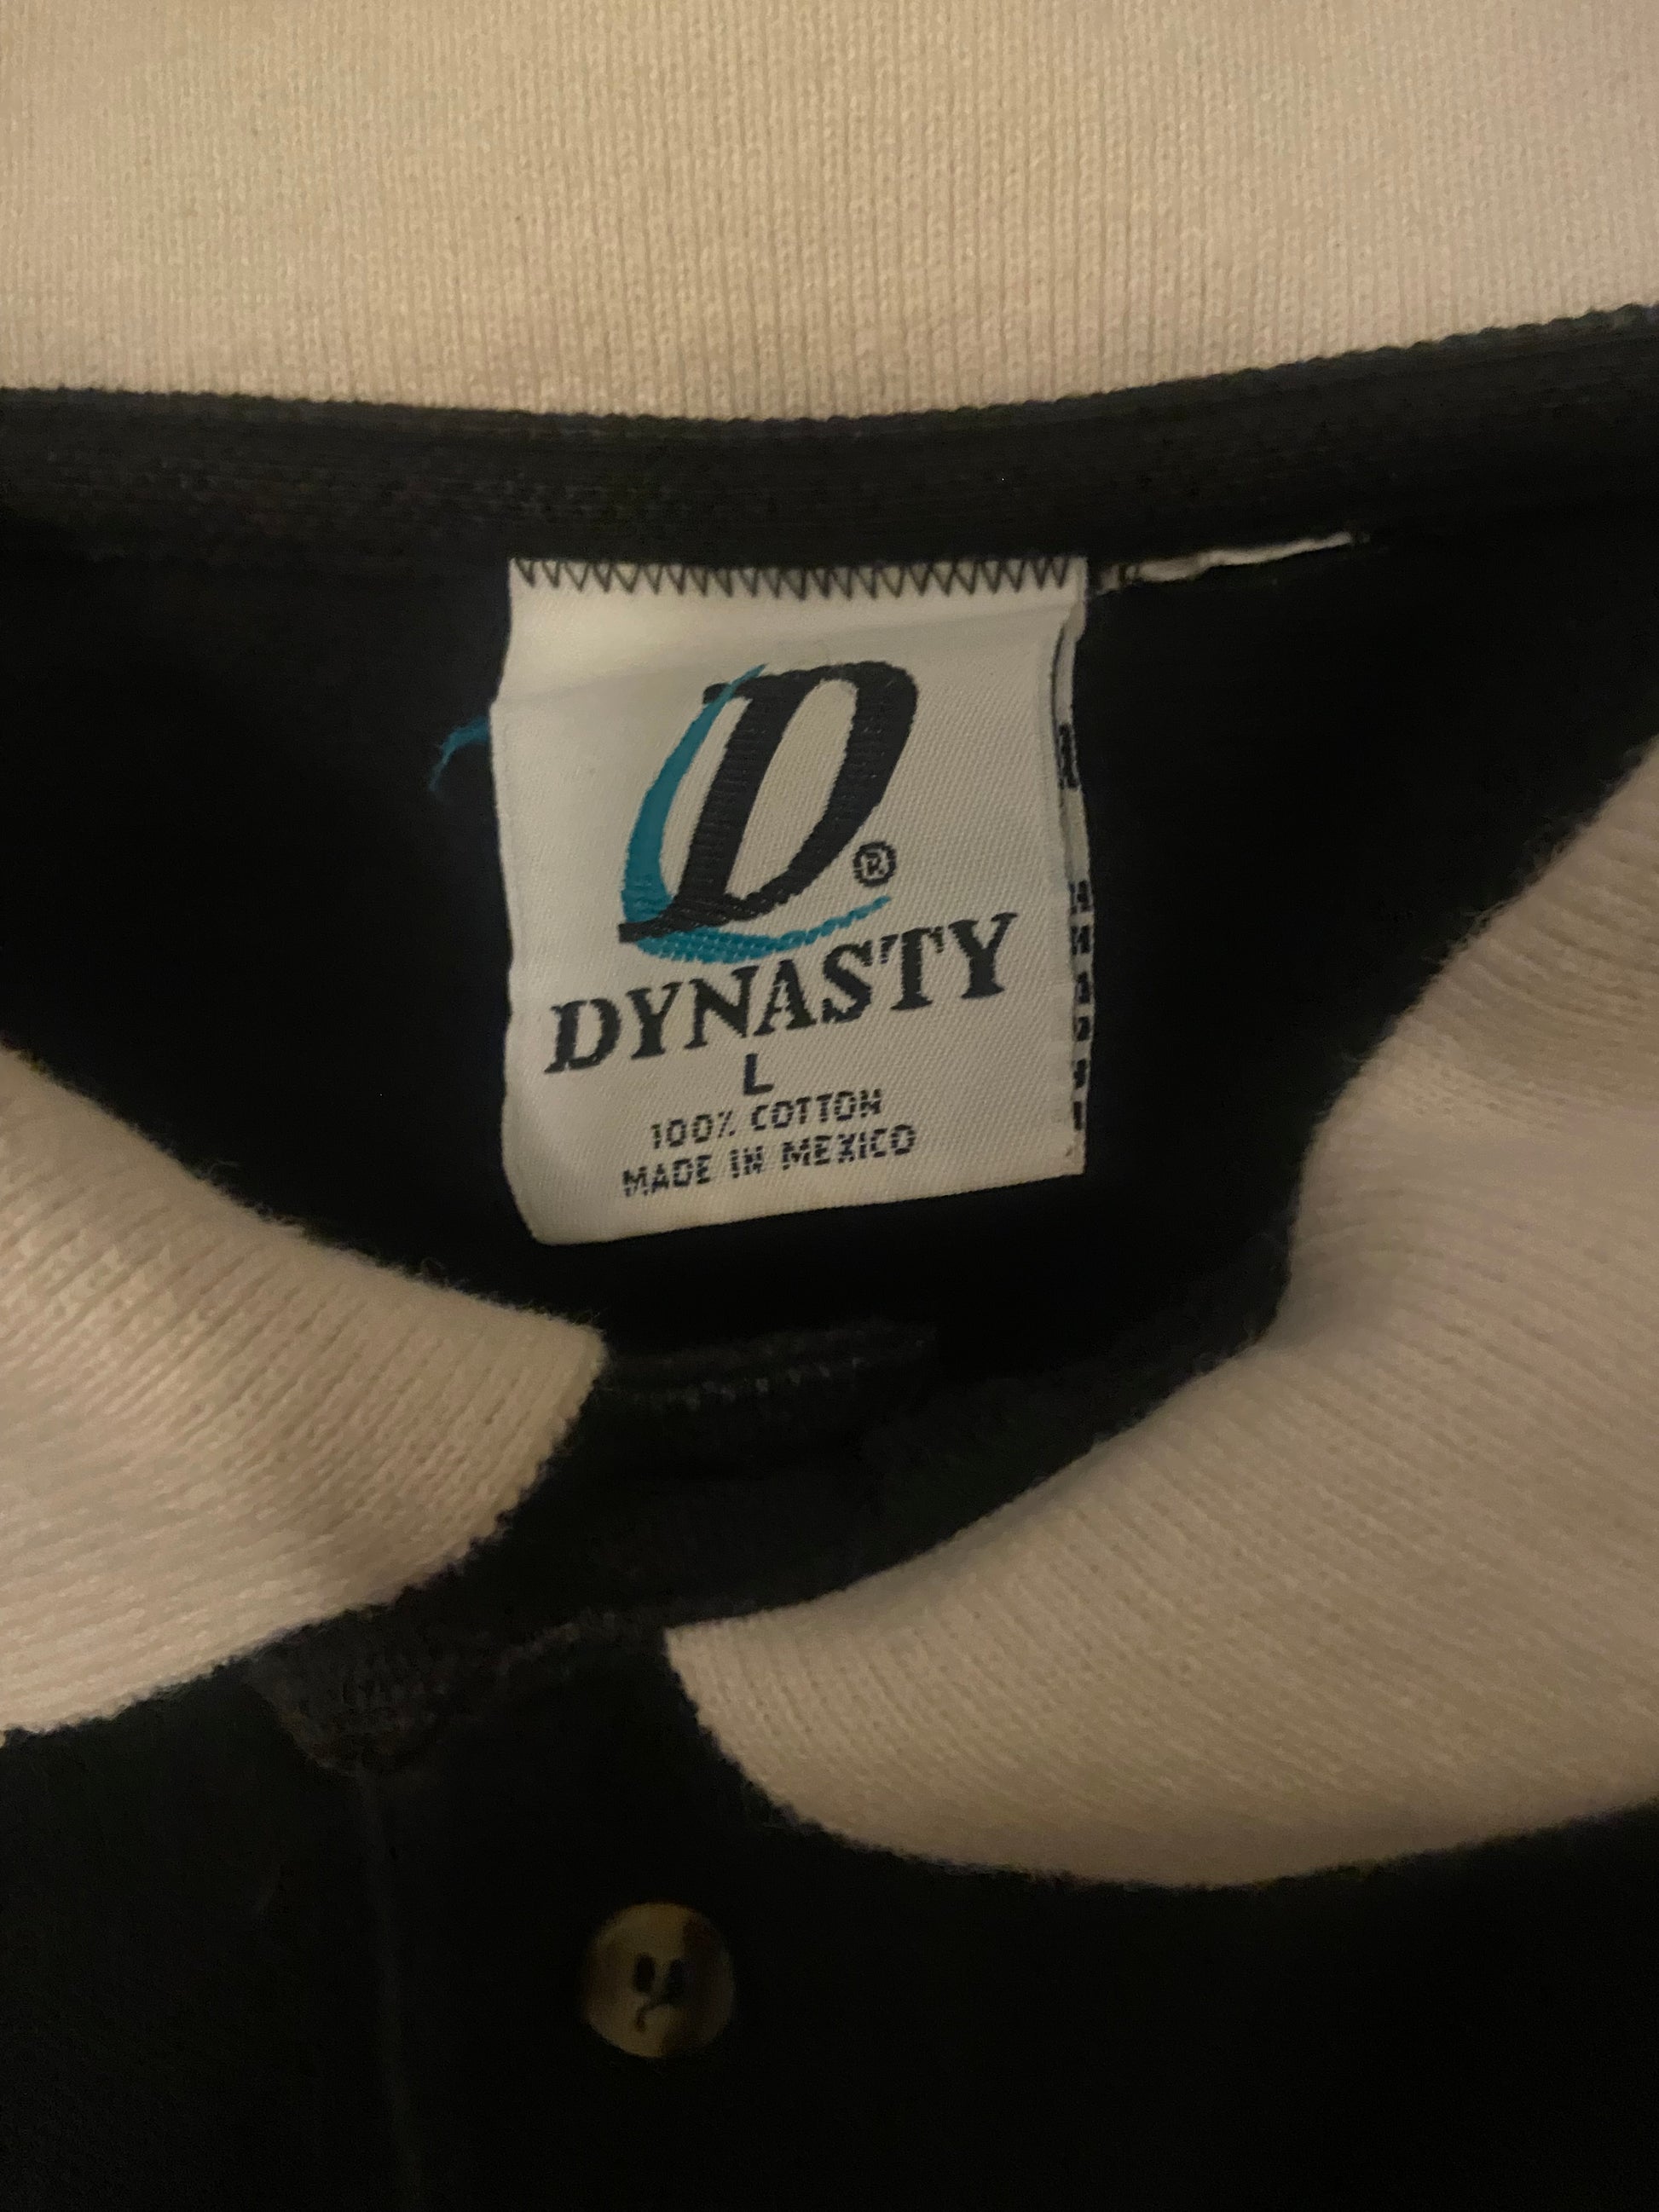 D®
DYNASTY
L
100% COTTON
MADE IN MEXICO